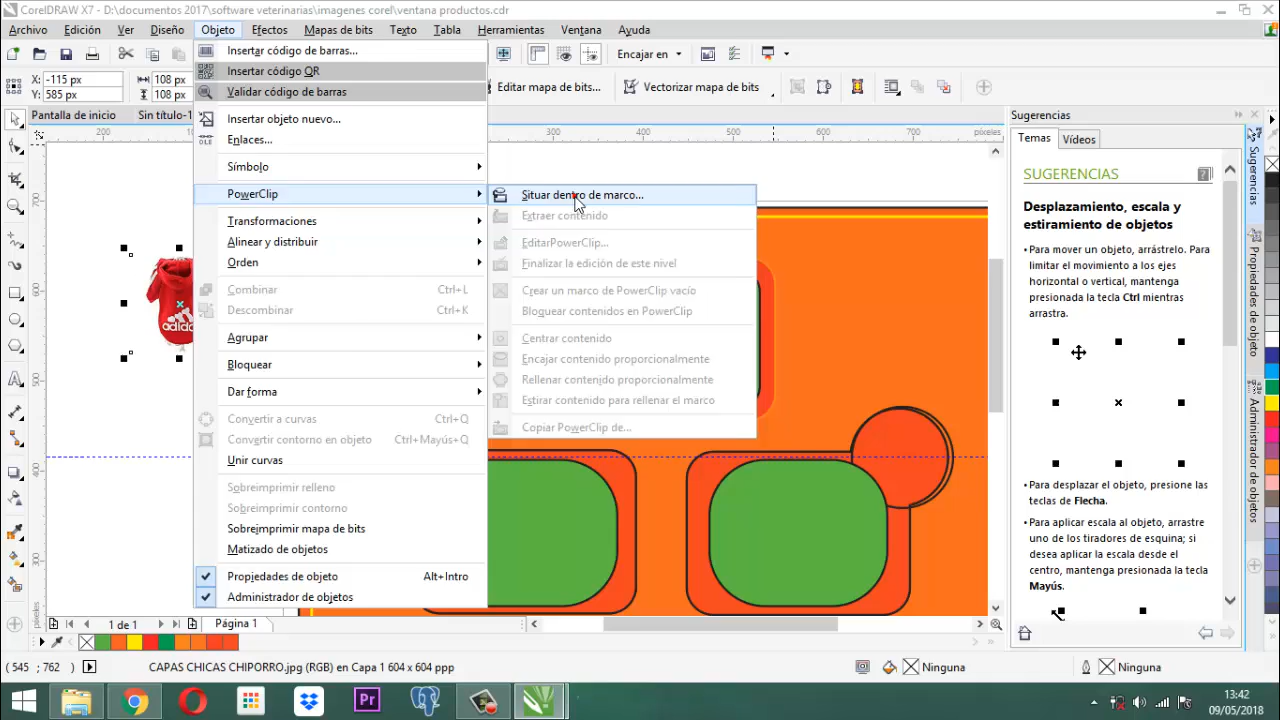 CorelDRAW X7 - D:\documentos 2017\software veterinarias\imagenes corel\ventana productos.cdr
Archivo Edición Ver Diseño Objeto Efectos Mapas de bits Texto Tabla Herramientas Ventana Ayuda
Encajar en
X: -115 px
Y: 585 px
108 px
108 px
Editar mapa de bits... Vectorizar mapa de bits
Pantalla de inicio Sin título-1
200 300 400 500 600 700 píxeles
Insertar código de barras...
Insertar código QR
Validar código de barras
Insertar objeto nuevo...
Enlaces...
Símbolo
PowerClip
Transformaciones
Alinear y distribuir
Orden
Combinar Ctrl+L
Descombinar Ctrl+K
Agrupar
Bloquear
Dar forma
Convertir a curvas Ctrl+Q
Convertir contorno en objeto Ctrl+Mayús+Q
Unir curvas
Sobreimprimir relleno
Sobreimprimir contorno
Sobreimprimir mapa de bits
Matizado de objetos
Propiedades de objeto Alt+Intro
Administrador de objetos
Situar dentro de marco...
Extraer contenido
EditarPowerClip...
Finalizar la edición de este nivel
Crear un marco de PowerClip vacío
Bloquear contenidos en PowerClip
Centrar contenido
Encajar contenido proporcionalmente
Rellenar contenido proporcionalmente
Estirar contenido para rellenar el marco
Copiar PowerClip de...
adidas
Sugerencias
Temas Vídeos
SUGERENCIAS
Desplazamiento, escala y
estiramiento de objetos
• Para mover un objeto, arrástrelo. Para
limitar el movimiento a los ejes
horizontal o vertical, mantenga
presionada la tecla Ctrl mientras
arrastra.
• Para desplazar el objeto, presione las
teclas de Flecha.
• Para aplicar escala al objeto, arrastre
uno de los tiradores de esquina; si
desea aplicar la escala desde el
centro, mantenga presionada la tecla
Mayús.
Sugerencias
Propiedades de objeto
Administrador de objetos
1 de 1 Página 1
( 545 ; 762 ) CAPAS CHICAS CHIPORRO.jpg (RGB) en Capa 1 604 x 604 ppp Ninguna Ninguna
Pr
13:42
09/05/2018